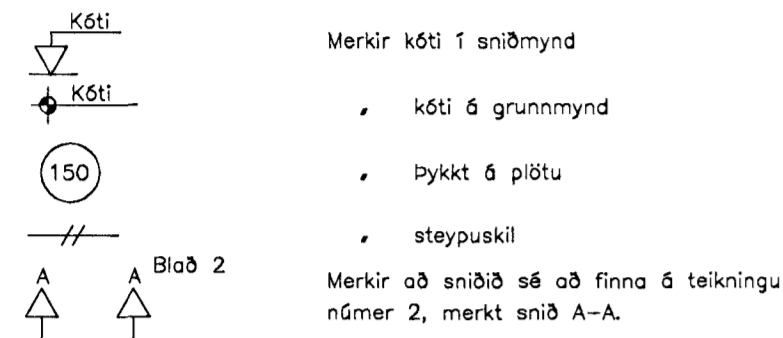 Kóti
Merkir kóti í sniðmynd
Kóti
" kóti á grunnmynd
150
" Þykkt á plötu
" steypuskil
A A Blað 2
Merkir að sniðið sé að finna á teikningu
númer 2, merkt snið A-A.